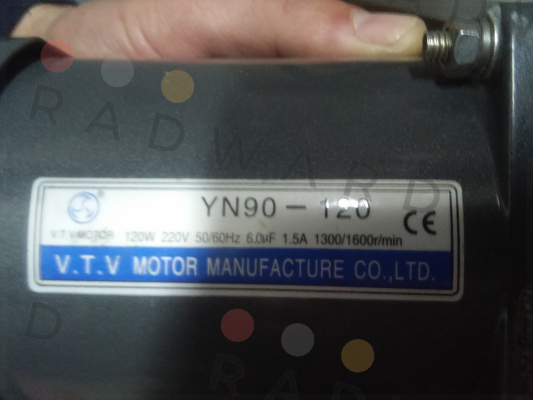 RADWARD
YN90-120
CE
V.T.V MOTOR 120W 220V 50/60Hz 6.0μF 1.5A 1300/1600r/min
V.T.V MOTOR MANUFACTURE CO.,LTD.
RADWARD